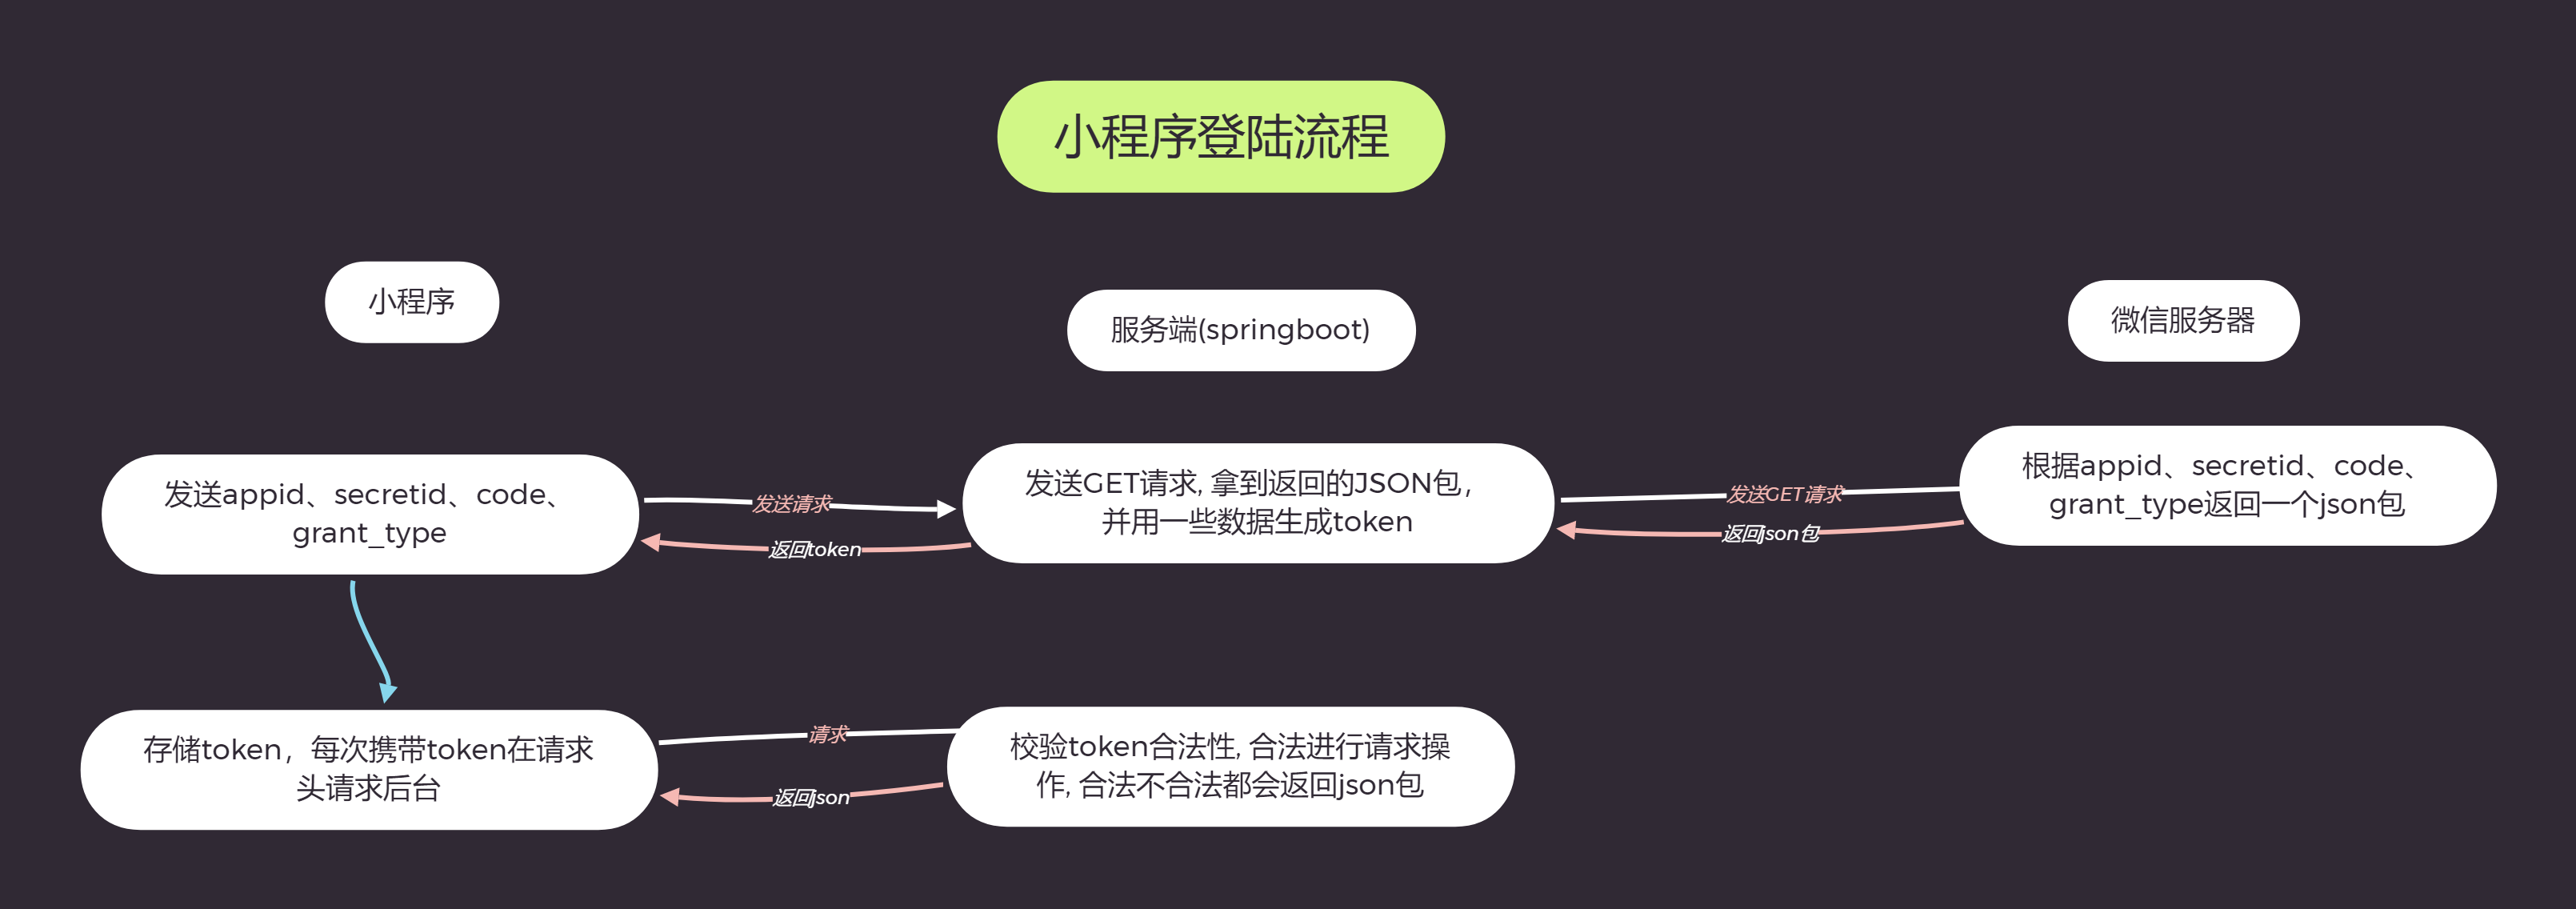 小程序登陆流程
小程序
服务端(springboot)
微信服务器
发送appid、secretid、code、
grant_type
发送请求
返回token
发送GET请求, 拿到返回的JSON包，
并用一些数据生成token
发送GET请求
返回json包
根据appid、secretid、code、
grant_type返回一个json包
存储token，每次携带token在请求
头请求后台
请求
返回json
校验token合法性, 合法进行请求操
作, 合法不合法都会返回json包